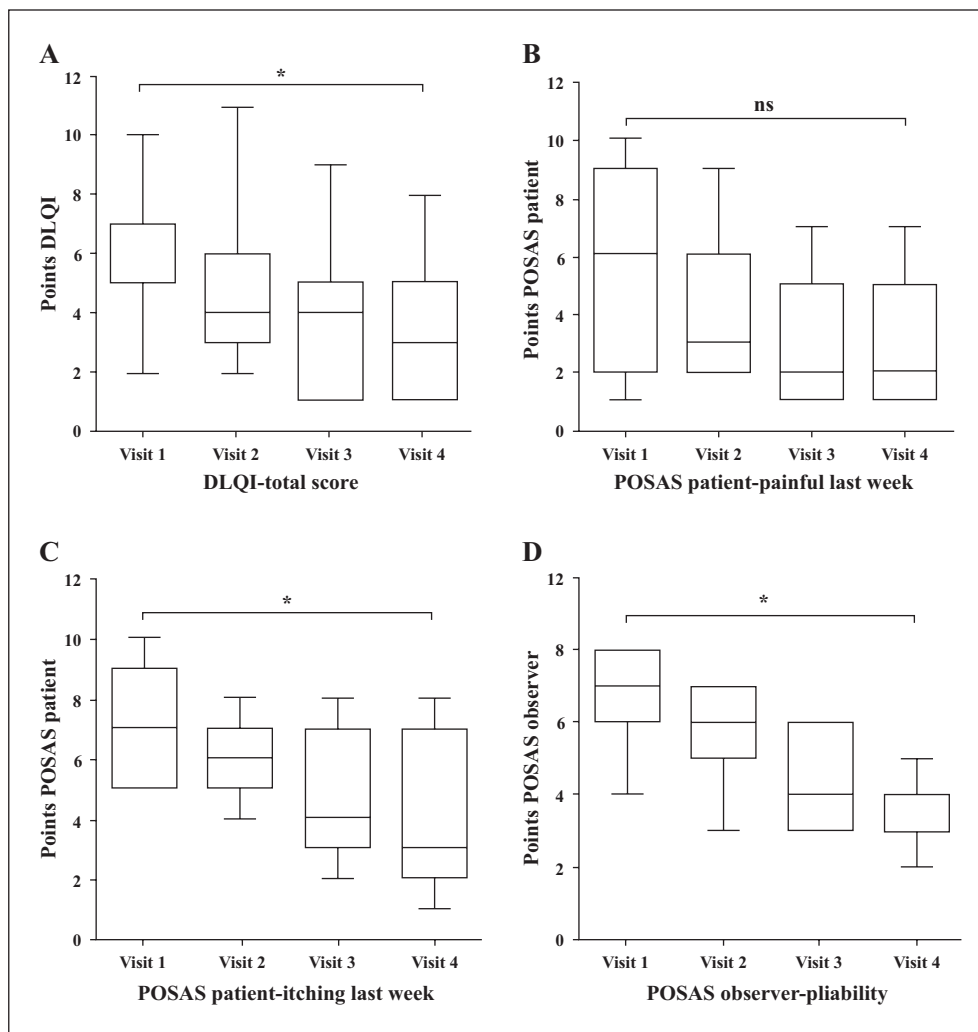 A
*
12
10
8
6
4
2
0
Points DLQI
Visit 1 Visit 2 Visit 3 Visit 4
DLQI-total score
B
ns
12
10
8
6
4
2
0
Points POSAS patient
Visit 1 Visit 2 Visit 3 Visit 4
POSAS patient-painful last week
C
*
12
10
8
6
4
2
0
Points POSAS patient
Visit 1 Visit 2 Visit 3 Visit 4
POSAS patient-itching last week
D
*
12
8
6
4
2
0
Points POSAS observer
Visit 1 Visit 2 Visit 3 Visit 4
POSAS observer-pliability